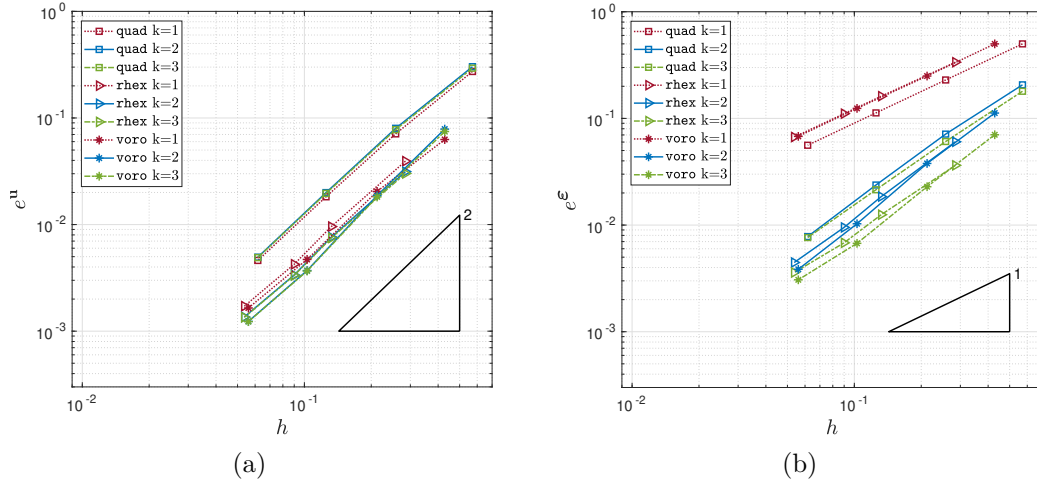 10^0
10^-1
10^-2
10^-3
e^u
10^-2
10^-1
h
quad k=1
quad k=2
quad k=3
rhex k=1
rhex k=2
rhex k=3
voro k=1
voro k=2
voro k=3
2
(a)
10^0
10^-1
10^-2
10^-3
e^ε
10^-2
10^-1
h
quad k=1
quad k=2
quad k=3
rhex k=1
rhex k=2
rhex k=3
voro k=1
voro k=2
voro k=3
1
(b)